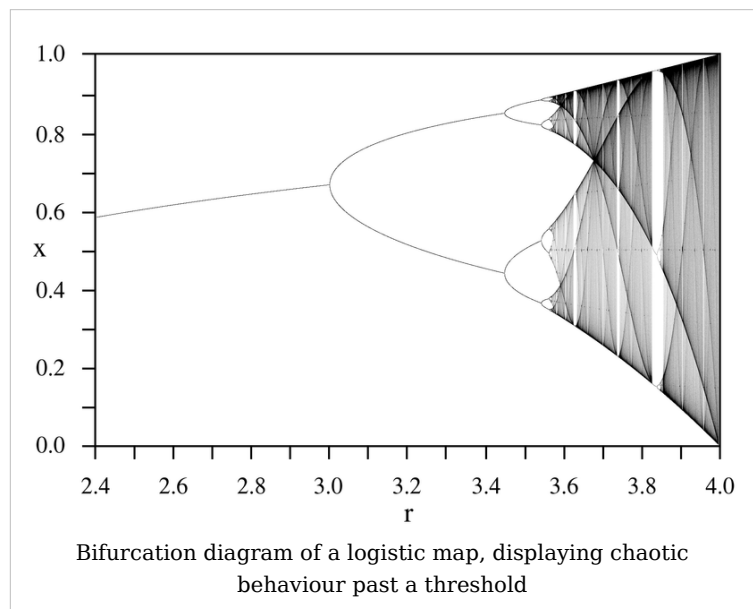 1.0
0.8
0.6
x
0.4
0.2
0.0
2.4 2.6 2.8 3.0 3.2 3.4 3.6 3.8 4.0
r
Bifurcation diagram of a logistic map, displaying chaotic
behaviour past a threshold